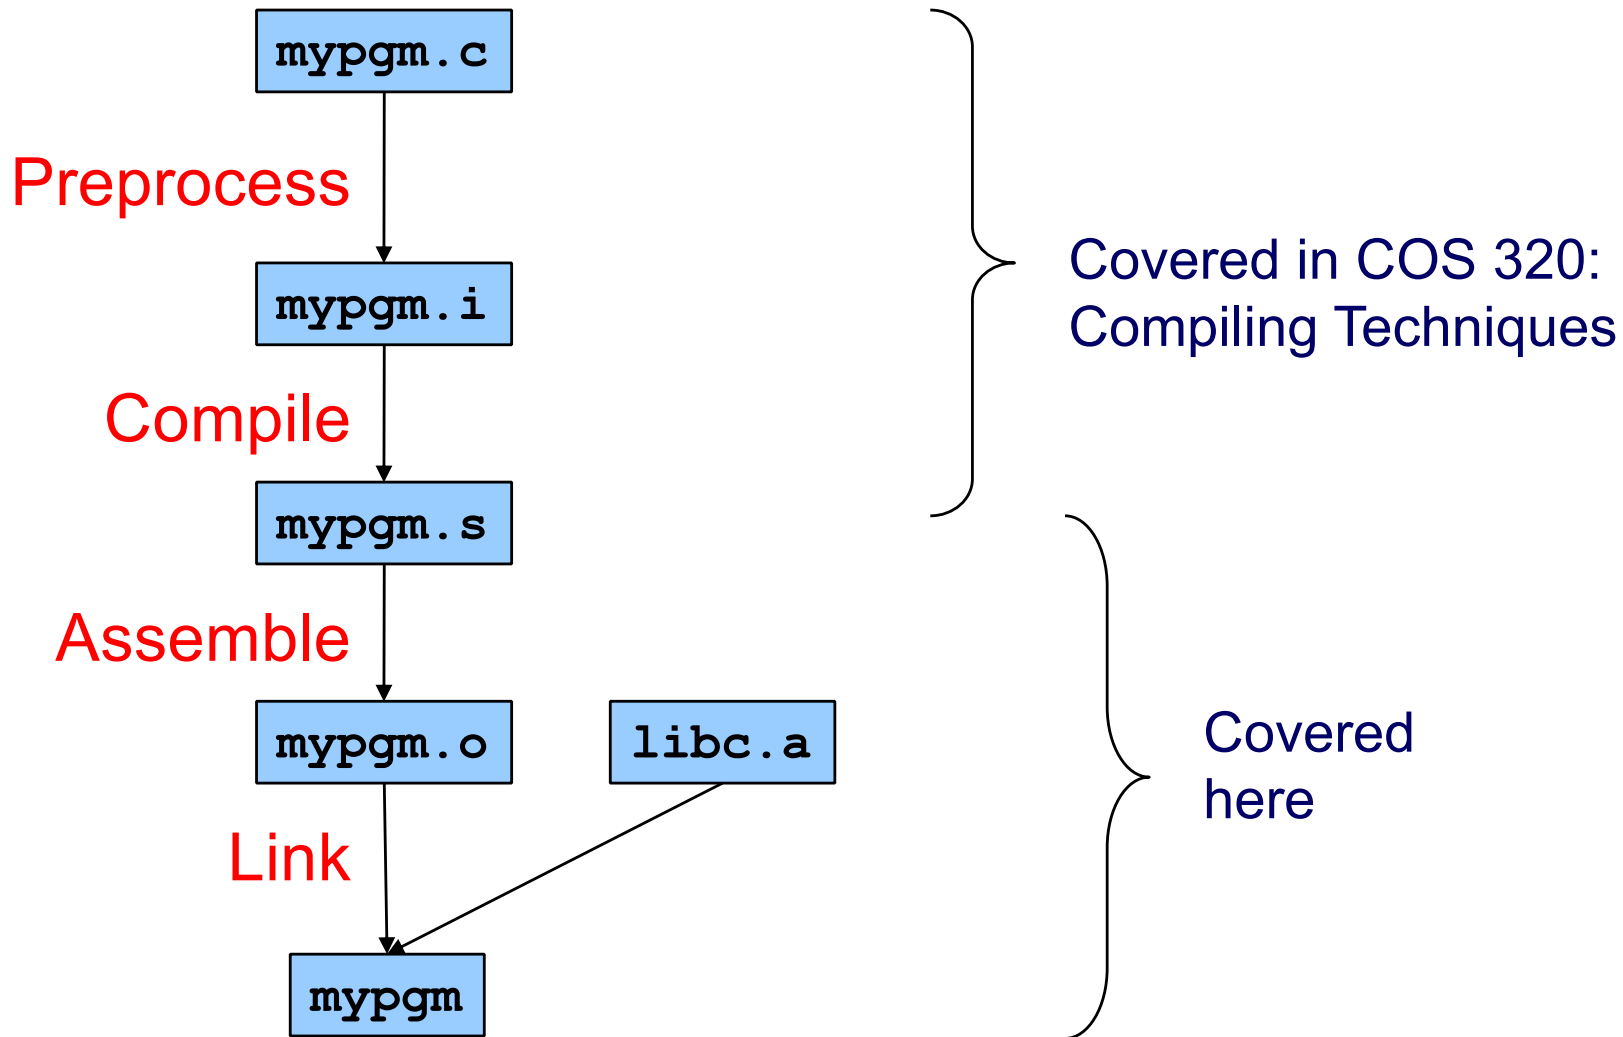 mypgm.c
Preprocess
mypgm.i
Covered in COS 320:
Compiling Techniques
Compile
mypgm.s
Assemble
mypgm.o
libc.a
Covered
here
Link
mypgm